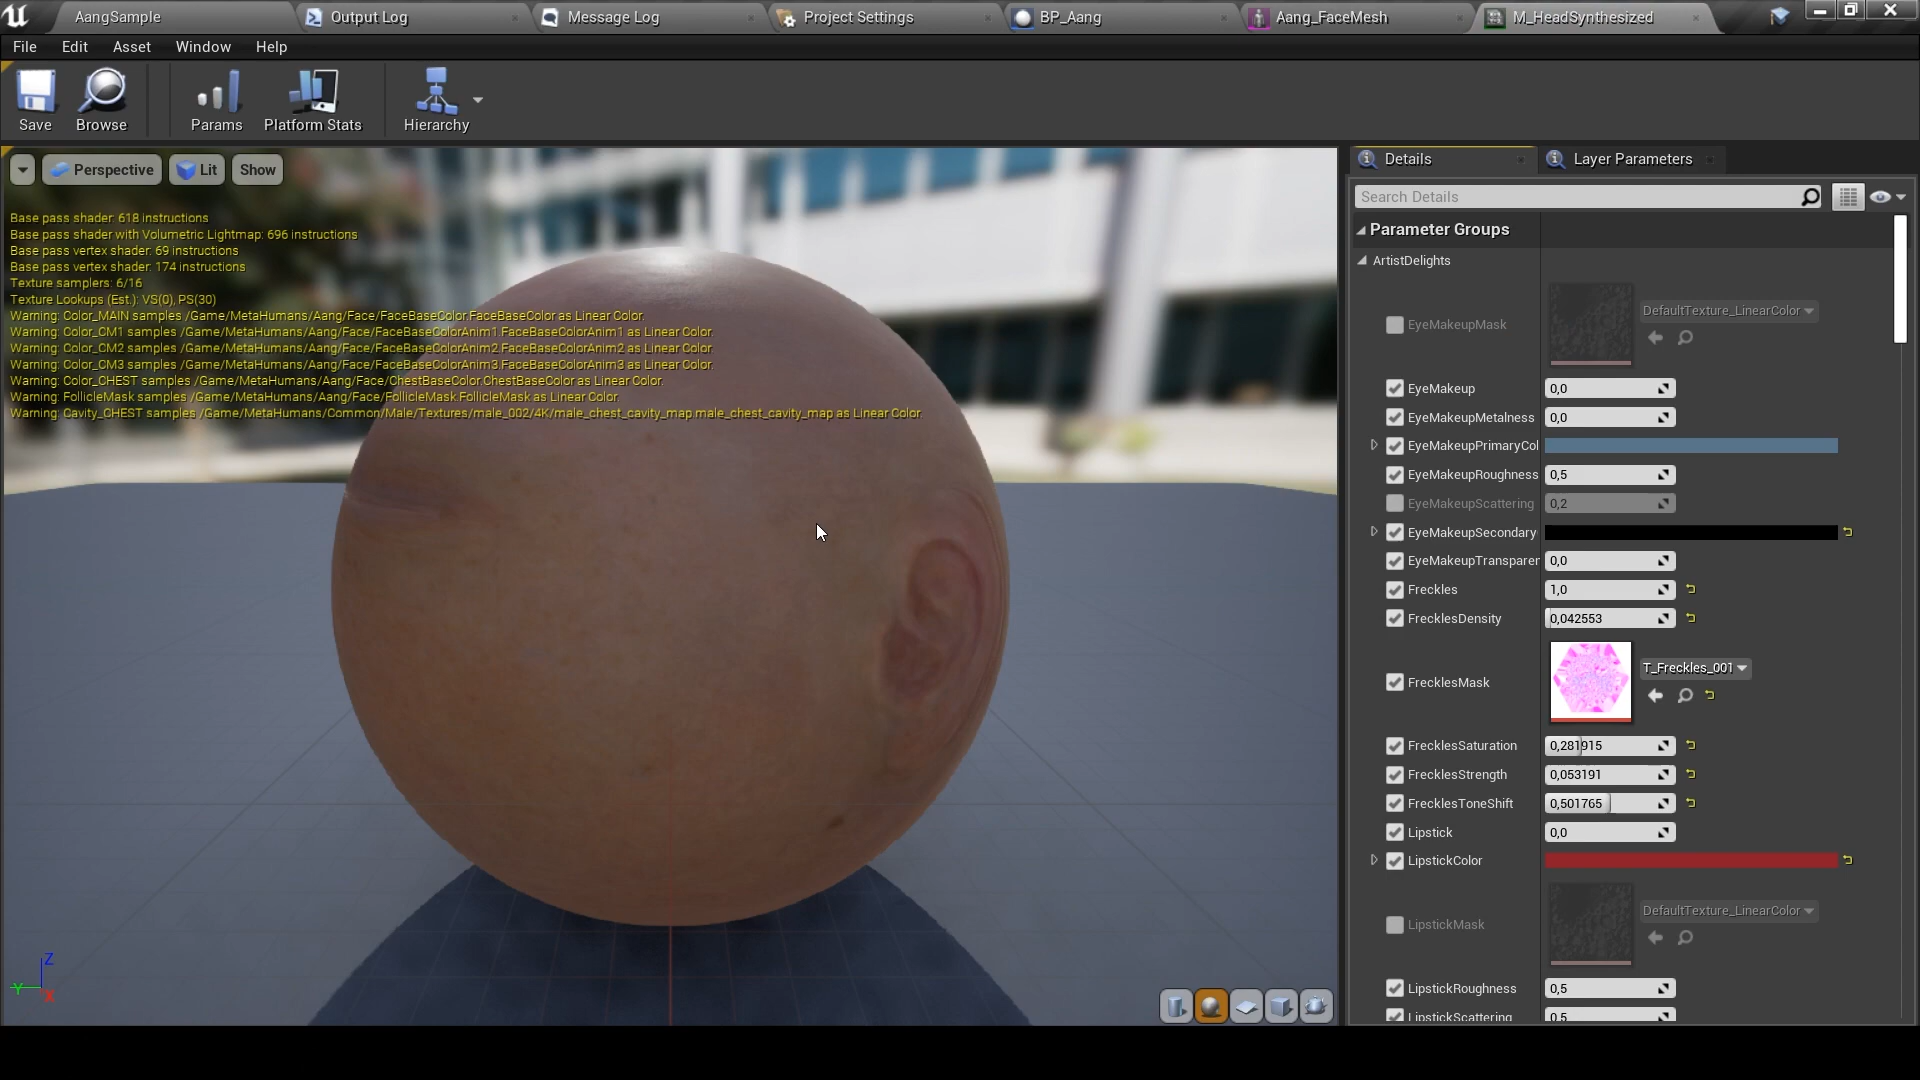 AangSample
Output Log
Message Log
Project Settings
BP_Aang
Aang_FaceMesh
M_HeadSynthesized
File Edit Asset Window Help
Save
Browse
Params
Platform Stats
Hierarchy
Perspective
Lit
Show
Base pass shader: 618 instructions
Base pass shader with Volumetric Lightmap: 696 instructions
Base pass vertex shader: 69 instructions
Base pass vertex shader: 174 instructions
Texture samplers: 6/16
Texture Lookups (Est.): VS(0), PS(30)
Warning: Color_MAIN samples /Game/MetaHumans/Aang/Face/FaceBaseColor.FaceBaseColor as Linear Color.
Warning: Color_CM1 samples /Game/MetaHumans/Aang/Face/FaceBaseColorAnim1.FaceBaseColorAnim1 as Linear Color.
Warning: Color_CM2 samples /Game/MetaHumans/Aang/Face/FaceBaseColorAnim2.FaceBaseColorAnim2 as Linear Color.
Warning: Color_CM3 samples /Game/MetaHumans/Aang/Face/FaceBaseColorAnim3.FaceBaseColorAnim3 as Linear Color.
Warning: Color_CHEST samples /Game/MetaHumans/Aang/Face/ChestBaseColor.ChestBaseColor as Linear Color.
Warning: FollicleMask samples /Game/MetaHumans/Aang/Face/FollicleMask.FollicleMask as Linear Color.
Warning: Cavity_CHEST samples /Game/MetaHumans/Common/Male/Textures/male_002/4K/male_chest_cavity_map.male_chest_cavity_map as Linear Color.
Z
Y
X
Details
Layer Parameters
Search Details
Parameter Groups
ArtistDelights
EyeMakeupMask DefaultTexture_LinearColor
EyeMakeup 0,0
EyeMakeupMetalness 0,0
EyeMakeupPrimaryCol
EyeMakeupRoughness 0,5
EyeMakeupScattering 0,2
EyeMakeupSecondary
EyeMakeupTransparen 0,0
Freckles 1,0
FrecklesDensity 0,042553
FrecklesMask T_Freckles_001
FrecklesSaturation 0,281915
FrecklesStrength 0,053191
FrecklesToneShift 0,501765
Lipstick 0,0
LipstickColor
LipstickMask DefaultTexture_LinearColor
LipstickRoughness 0,5
LipstickScattering 0,5